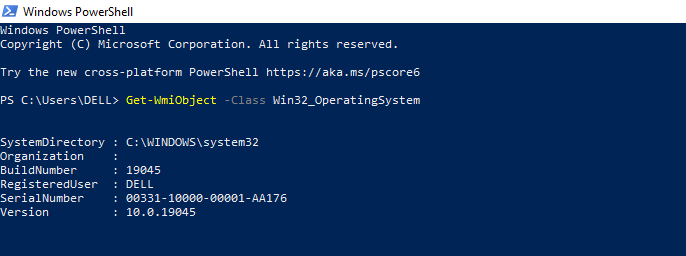 Windows PowerShell
Windows PowerShell
Copyright (C) Microsoft Corporation. All rights reserved.
Try the new cross-platform PowerShell https://aka.ms/pscore6
PS C:\Users\DELL> Get-WmiObject -Class Win32_OperatingSystem
SystemDirectory : C:\WINDOWS\system32
Organization    :
BuildNumber     : 19045
RegisteredUser  : DELL
SerialNumber    : 00331-10000-00001-AA176
Version         : 10.0.19045